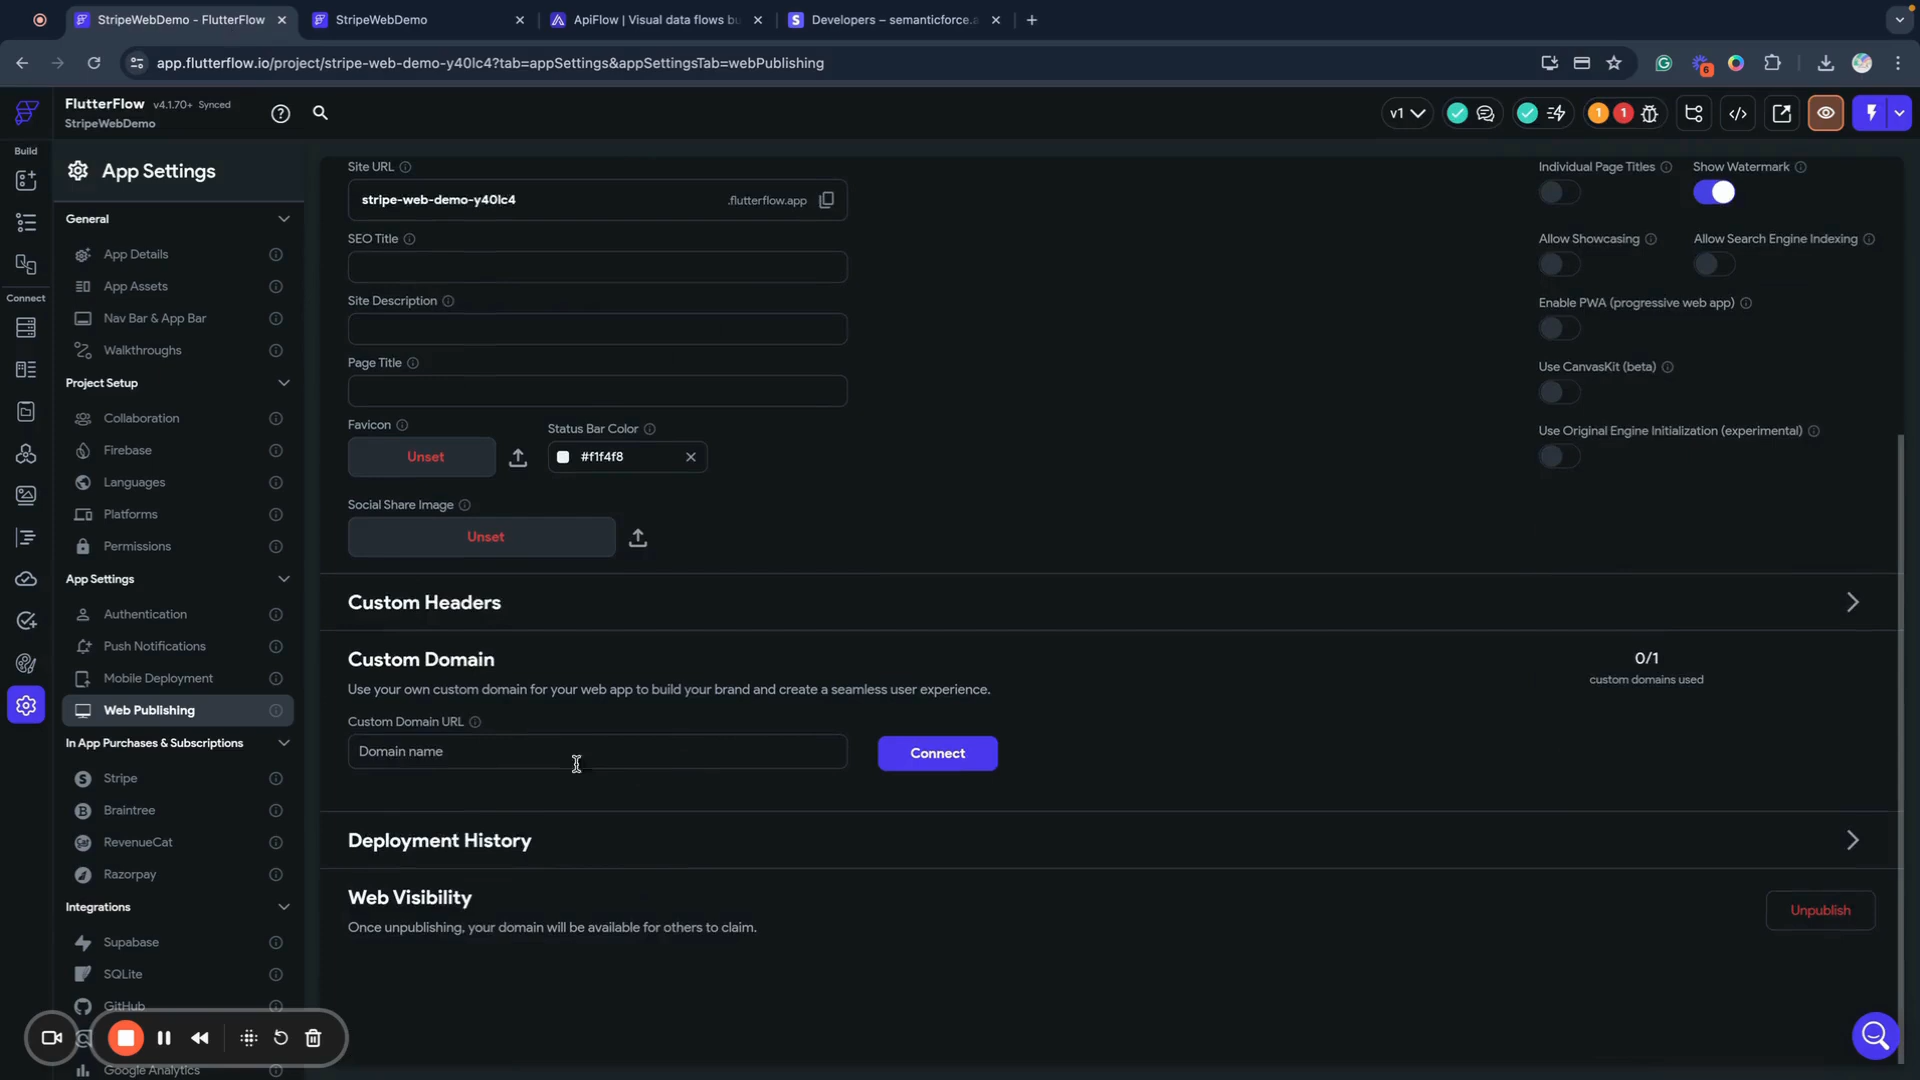 StripeWebDemo - FlutterFlow
StripeWebDemo
ApiFlow | Visual data flows bu
Developers – semanticforce.a
app.flutterflow.io/project/stripe-web-demo-y40lc4?tab=appSettings&appSettingsTab=webPublishing
6
FlutterFlow v4.1.70+ Synced
StripeWebDemo
v1
1
1
Build
Connect
App Settings
General
App Details
App Assets
Nav Bar & App Bar
Walkthroughs
Project Setup
Collaboration
Firebase
Languages
Platforms
Permissions
App Settings
Authentication
Push Notifications
Mobile Deployment
Web Publishing
In App Purchases & Subscriptions
Stripe
Braintree
RevenueCat
Razorpay
Integrations
Supabase
SQLite
GitHub
Google Analytics
Site URL
stripe-web-demo-y40lc4 .flutterflow.app
SEO Title
Site Description
Page Title
Favicon
Status Bar Color
Unset
#f1f4f8
Social Share Image
Unset
Individual Page Titles
Show Watermark
Allow Showcasing
Allow Search Engine Indexing
Enable PWA (progressive web app)
Use CanvasKit (beta)
Use Original Engine Initialization (experimental)
Custom Headers
Custom Domain
0/1
custom domains used
Use your own custom domain for your web app to build your brand and create a seamless user experience.
Custom Domain URL
Domain name
Connect
Deployment History
Web Visibility
Once unpublishing, your domain will be available for others to claim.
Unpublish